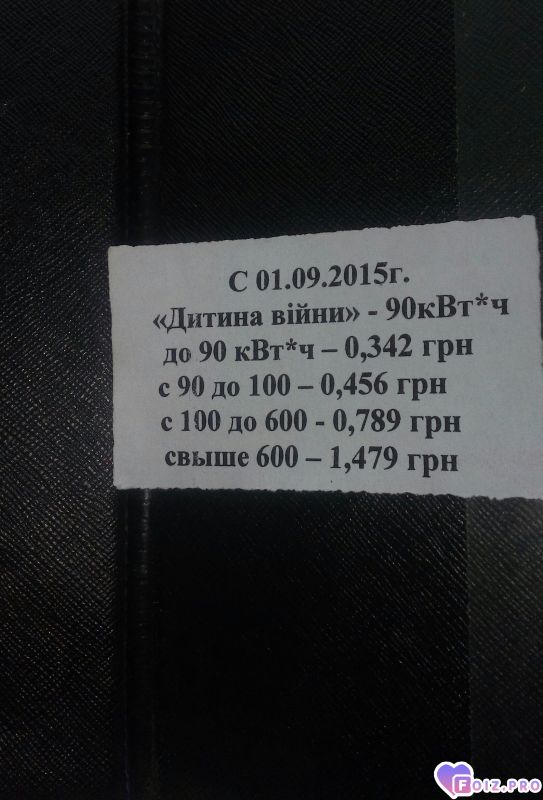 С 01.09.2015г.
«Дитина війни» - 90кВт*ч
до 90 кВт*ч – 0,342 грн
с 90 до 100 – 0,456 грн
с 100 до 600 - 0,789 грн
свыше 600 – 1,479 грн
FOIZ.PRO